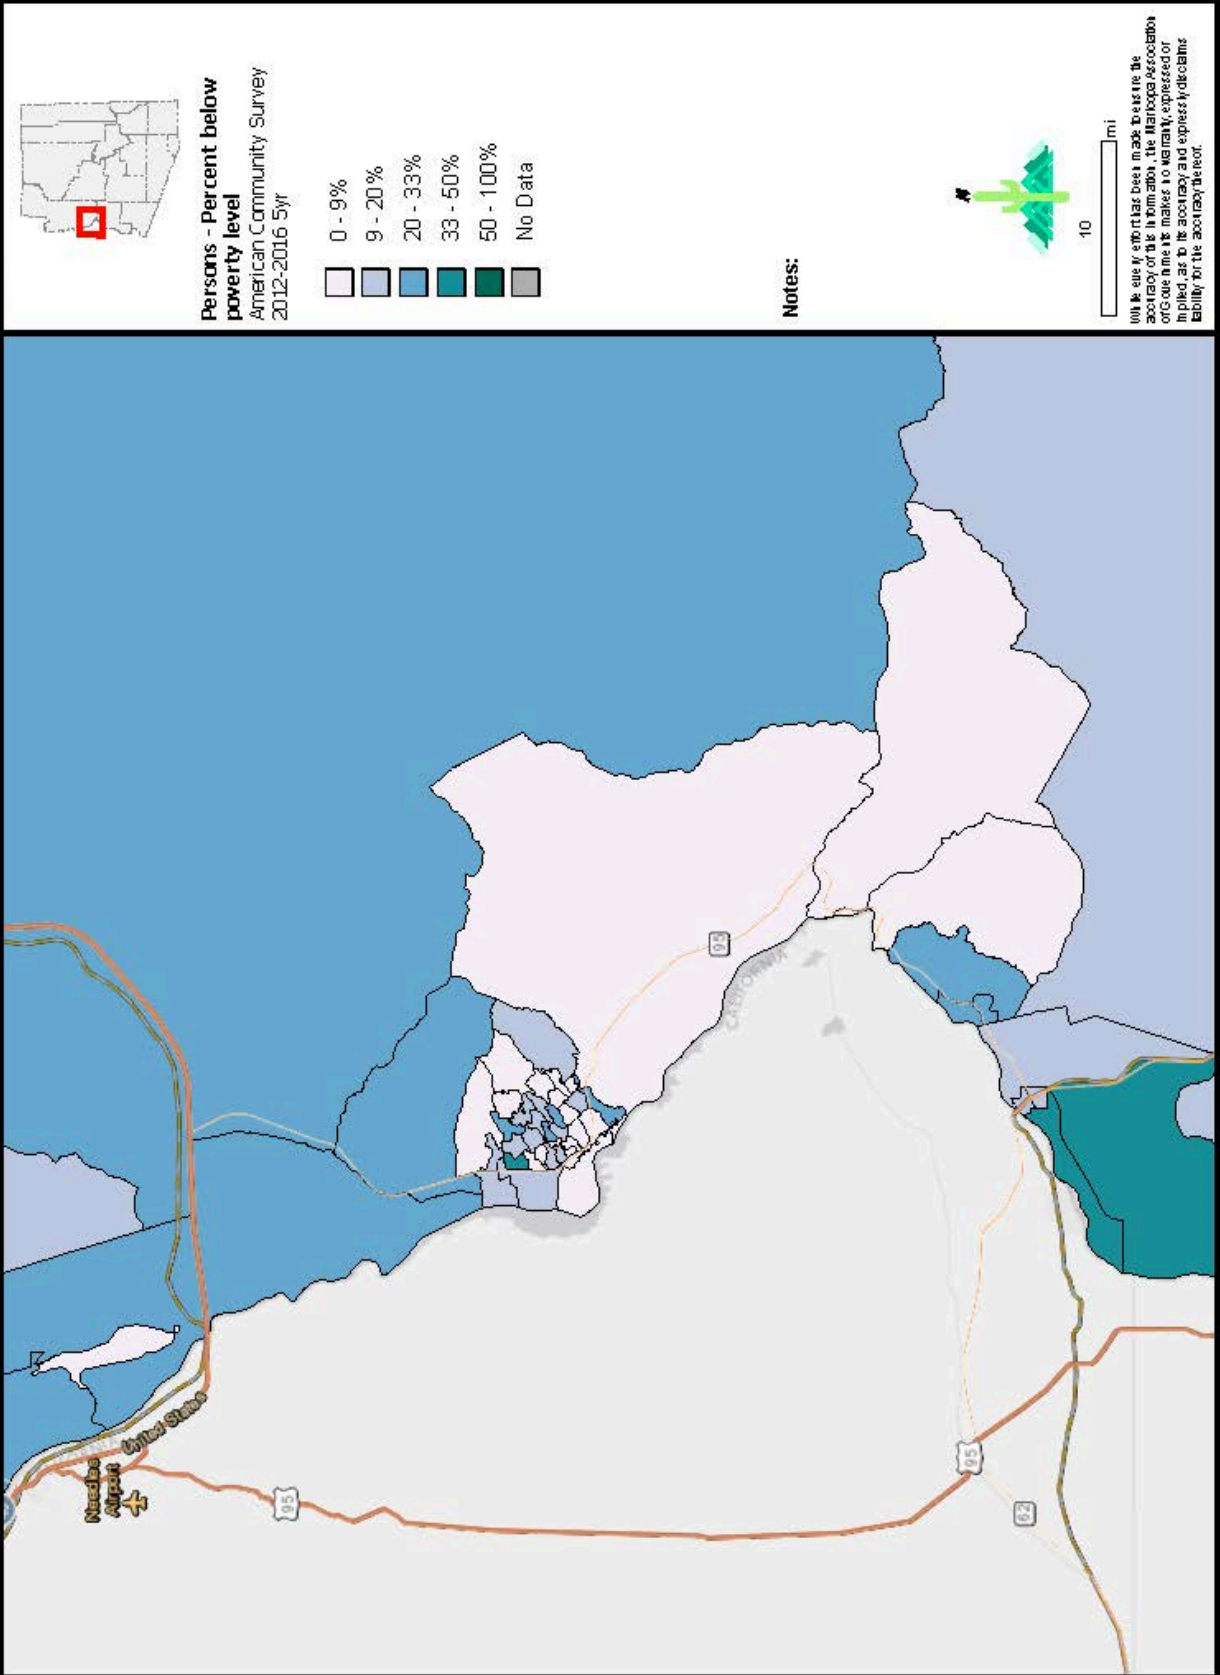 Persons - Percent below
poverty level
American Community Survey
2012-2016 5yr
0 - 9%
9 - 20%
20 - 33%
33 - 50%
50 - 100%
No Data
Notes:
N
10
mi
While every effort has been made to ensure the
accuracy of this information, the Maricopa Association
of Governments makes no warranty, expressed or
implied, as to its accuracy and expressly disclaims
liability for the accuracy thereof.
Needles
Airport
United States
95
95
CALIFORNIA
95
62